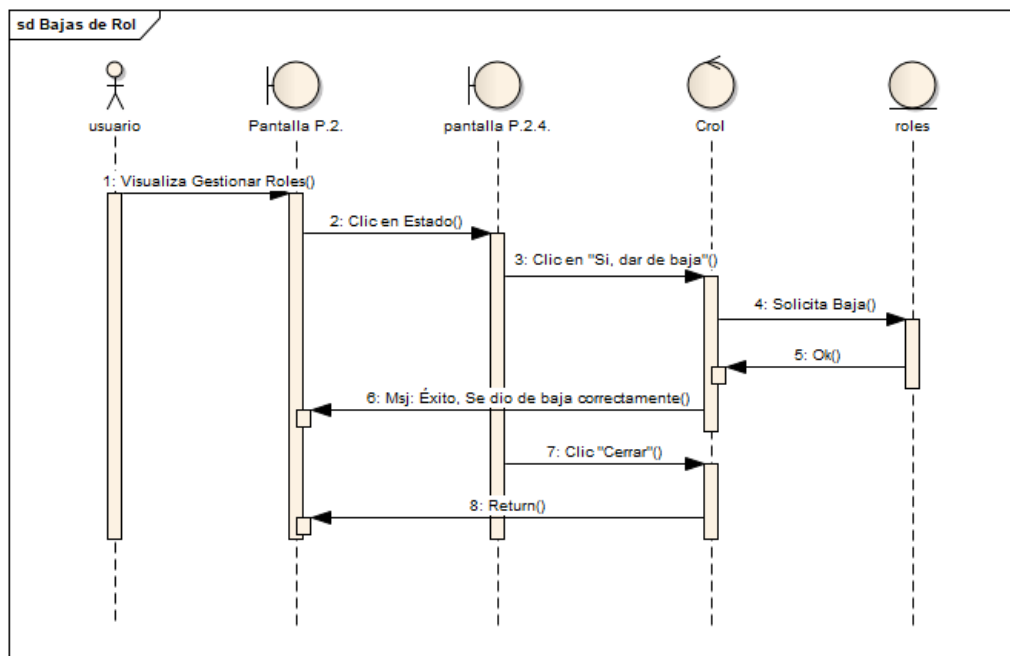 sd Bajas de Rol
usuario
Pantalla P.2.
pantalla P.2.4.
Crol
roles
1: Visualiza Gestionar Roles()
2: Clic en Estado()
3: Clic en "Si, dar de baja"()
4: Solicita Baja()
5: Ok()
6: Msj: Éxito, Se dio de baja correctamente()
7: Clic "Cerrar"()
8: Return()